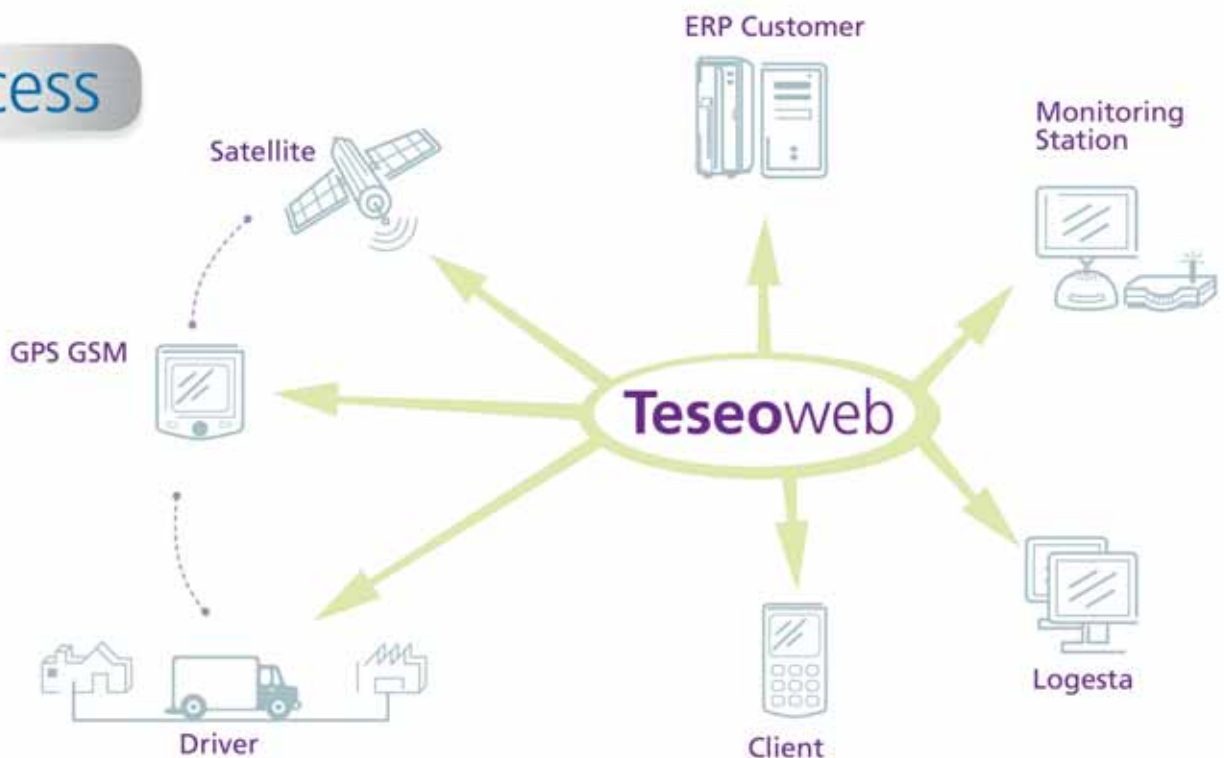 cess
ERP Customer
Monitoring
Station
Satellite
GPS GSM
Teseoweb
Logesta
Driver
Client